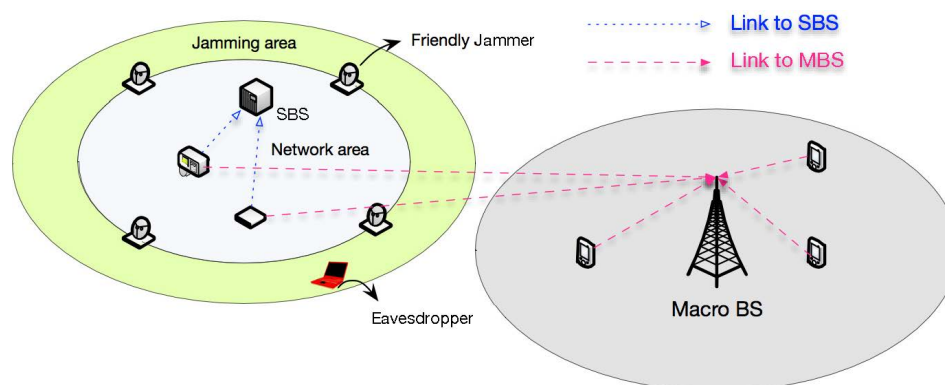 Jamming area
Friendly Jammer
Link to SBS
Link to MBS
SBS
Network area
Eavesdropper
Macro BS